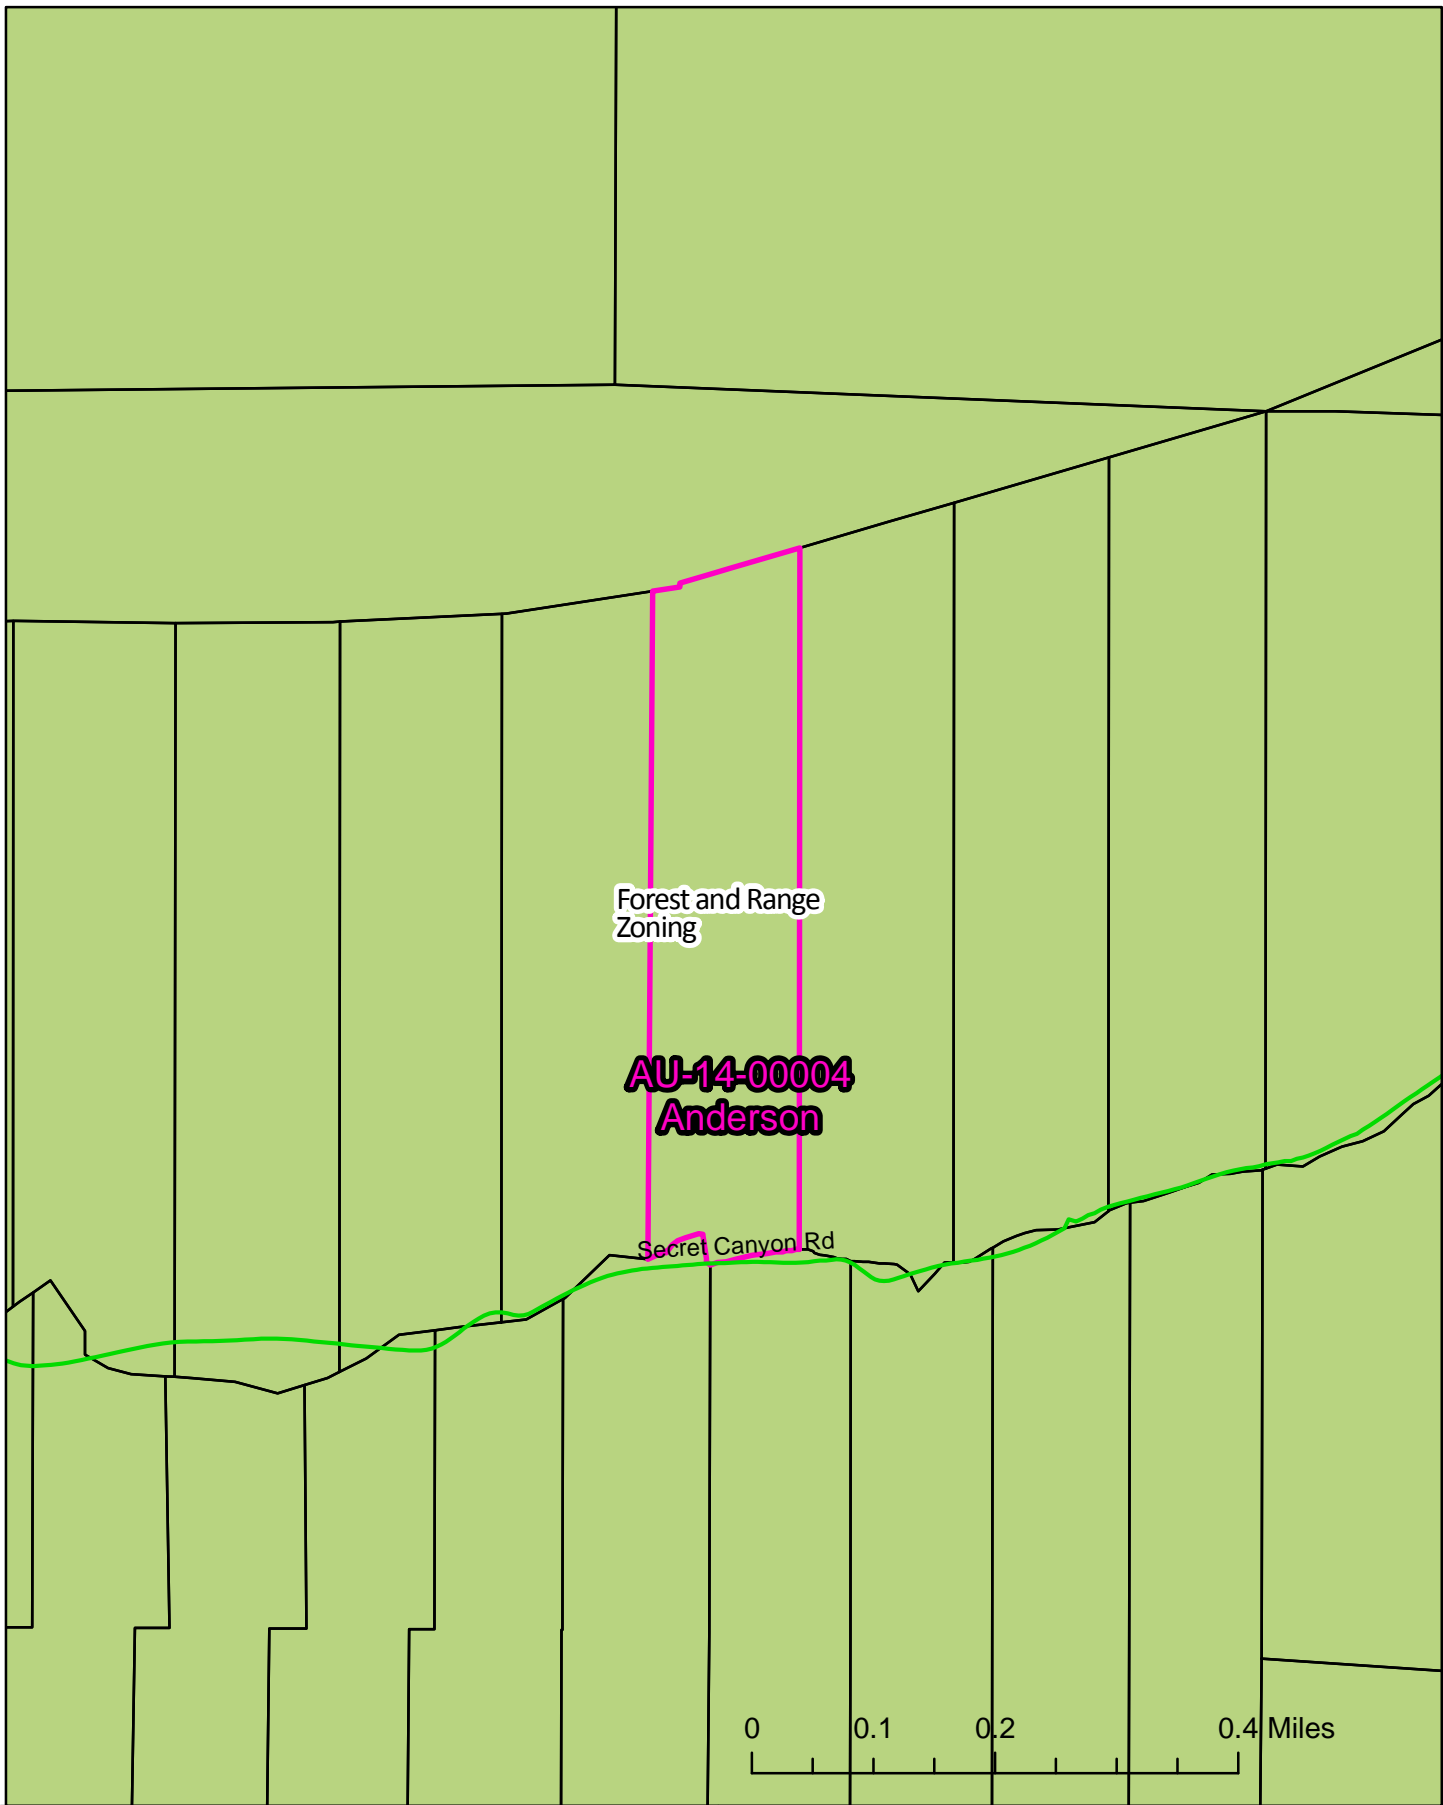 Forest and Range
Zoning
AU-14-00004
Anderson
Secret Canyon Rd
0 0.1 0.2 0.4 Miles